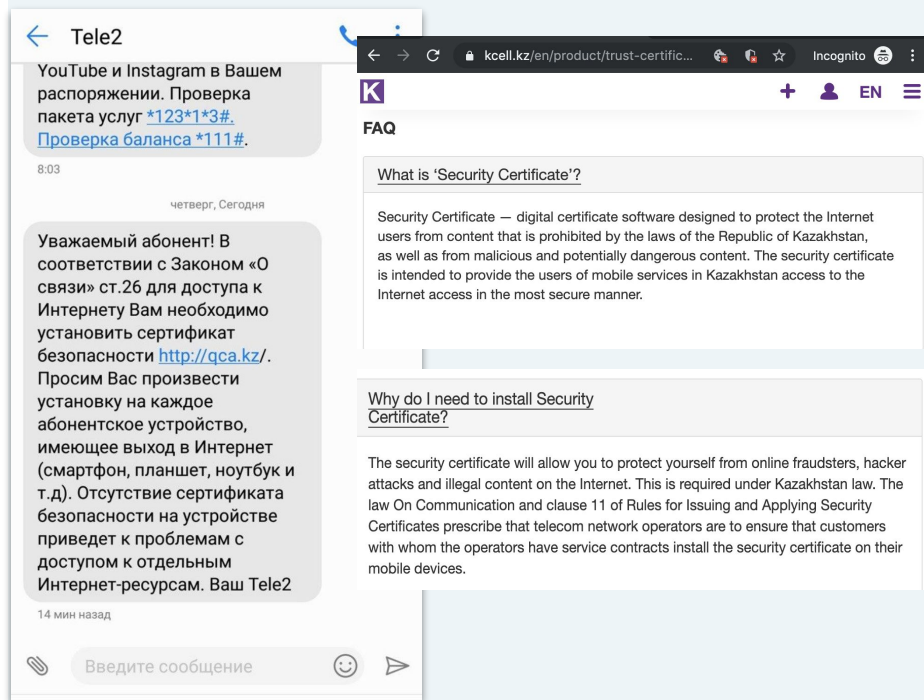 Tele2
YouTube и Instagram в Вашем
распоряжении. Проверка
пакета услуг *123*1*3#.
Проверка баланса *111#.
8:03
четверг, Сегодня
Уважаемый абонент! В
соответствии с Законом «О
связи» ст.26 для доступа к
Интернету Вам необходимо
установить сертификат
безопасности http://qca.kz/.
Просим Вас произвести
установку на каждое
абонентское устройство,
имеющее выход в Интернет
(смартфон, планшет, ноутбук и
т.д). Отсутствие сертификата
безопасности на устройстве
приведет к проблемам с
доступом к отдельным
Интернет-ресурсам. Ваш Tele2
14 мин назад
Введите сообщение
kcell.kz/en/product/trust-certific...
Incognito
K
EN
FAQ
What is ‘Security Certificate’?
Security Certificate — digital certificate software designed to protect the Internet
users from content that is prohibited by the laws of the Republic of Kazakhstan,
as well as from malicious and potentially dangerous content. The security certificate
is intended to provide the users of mobile services in Kazakhstan access to the
Internet access in the most secure manner.
Why do I need to install Security
Certificate?
The security certificate will allow you to protect yourself from online fraudsters, hacker
attacks and illegal content on the Internet. This is required under Kazakhstan law. The
law On Communication and clause 11 of Rules for Issuing and Applying Security
Certificates prescribe that telecom network operators are to ensure that customers
with whom the operators have service contracts install the security certificate on their
mobile devices.